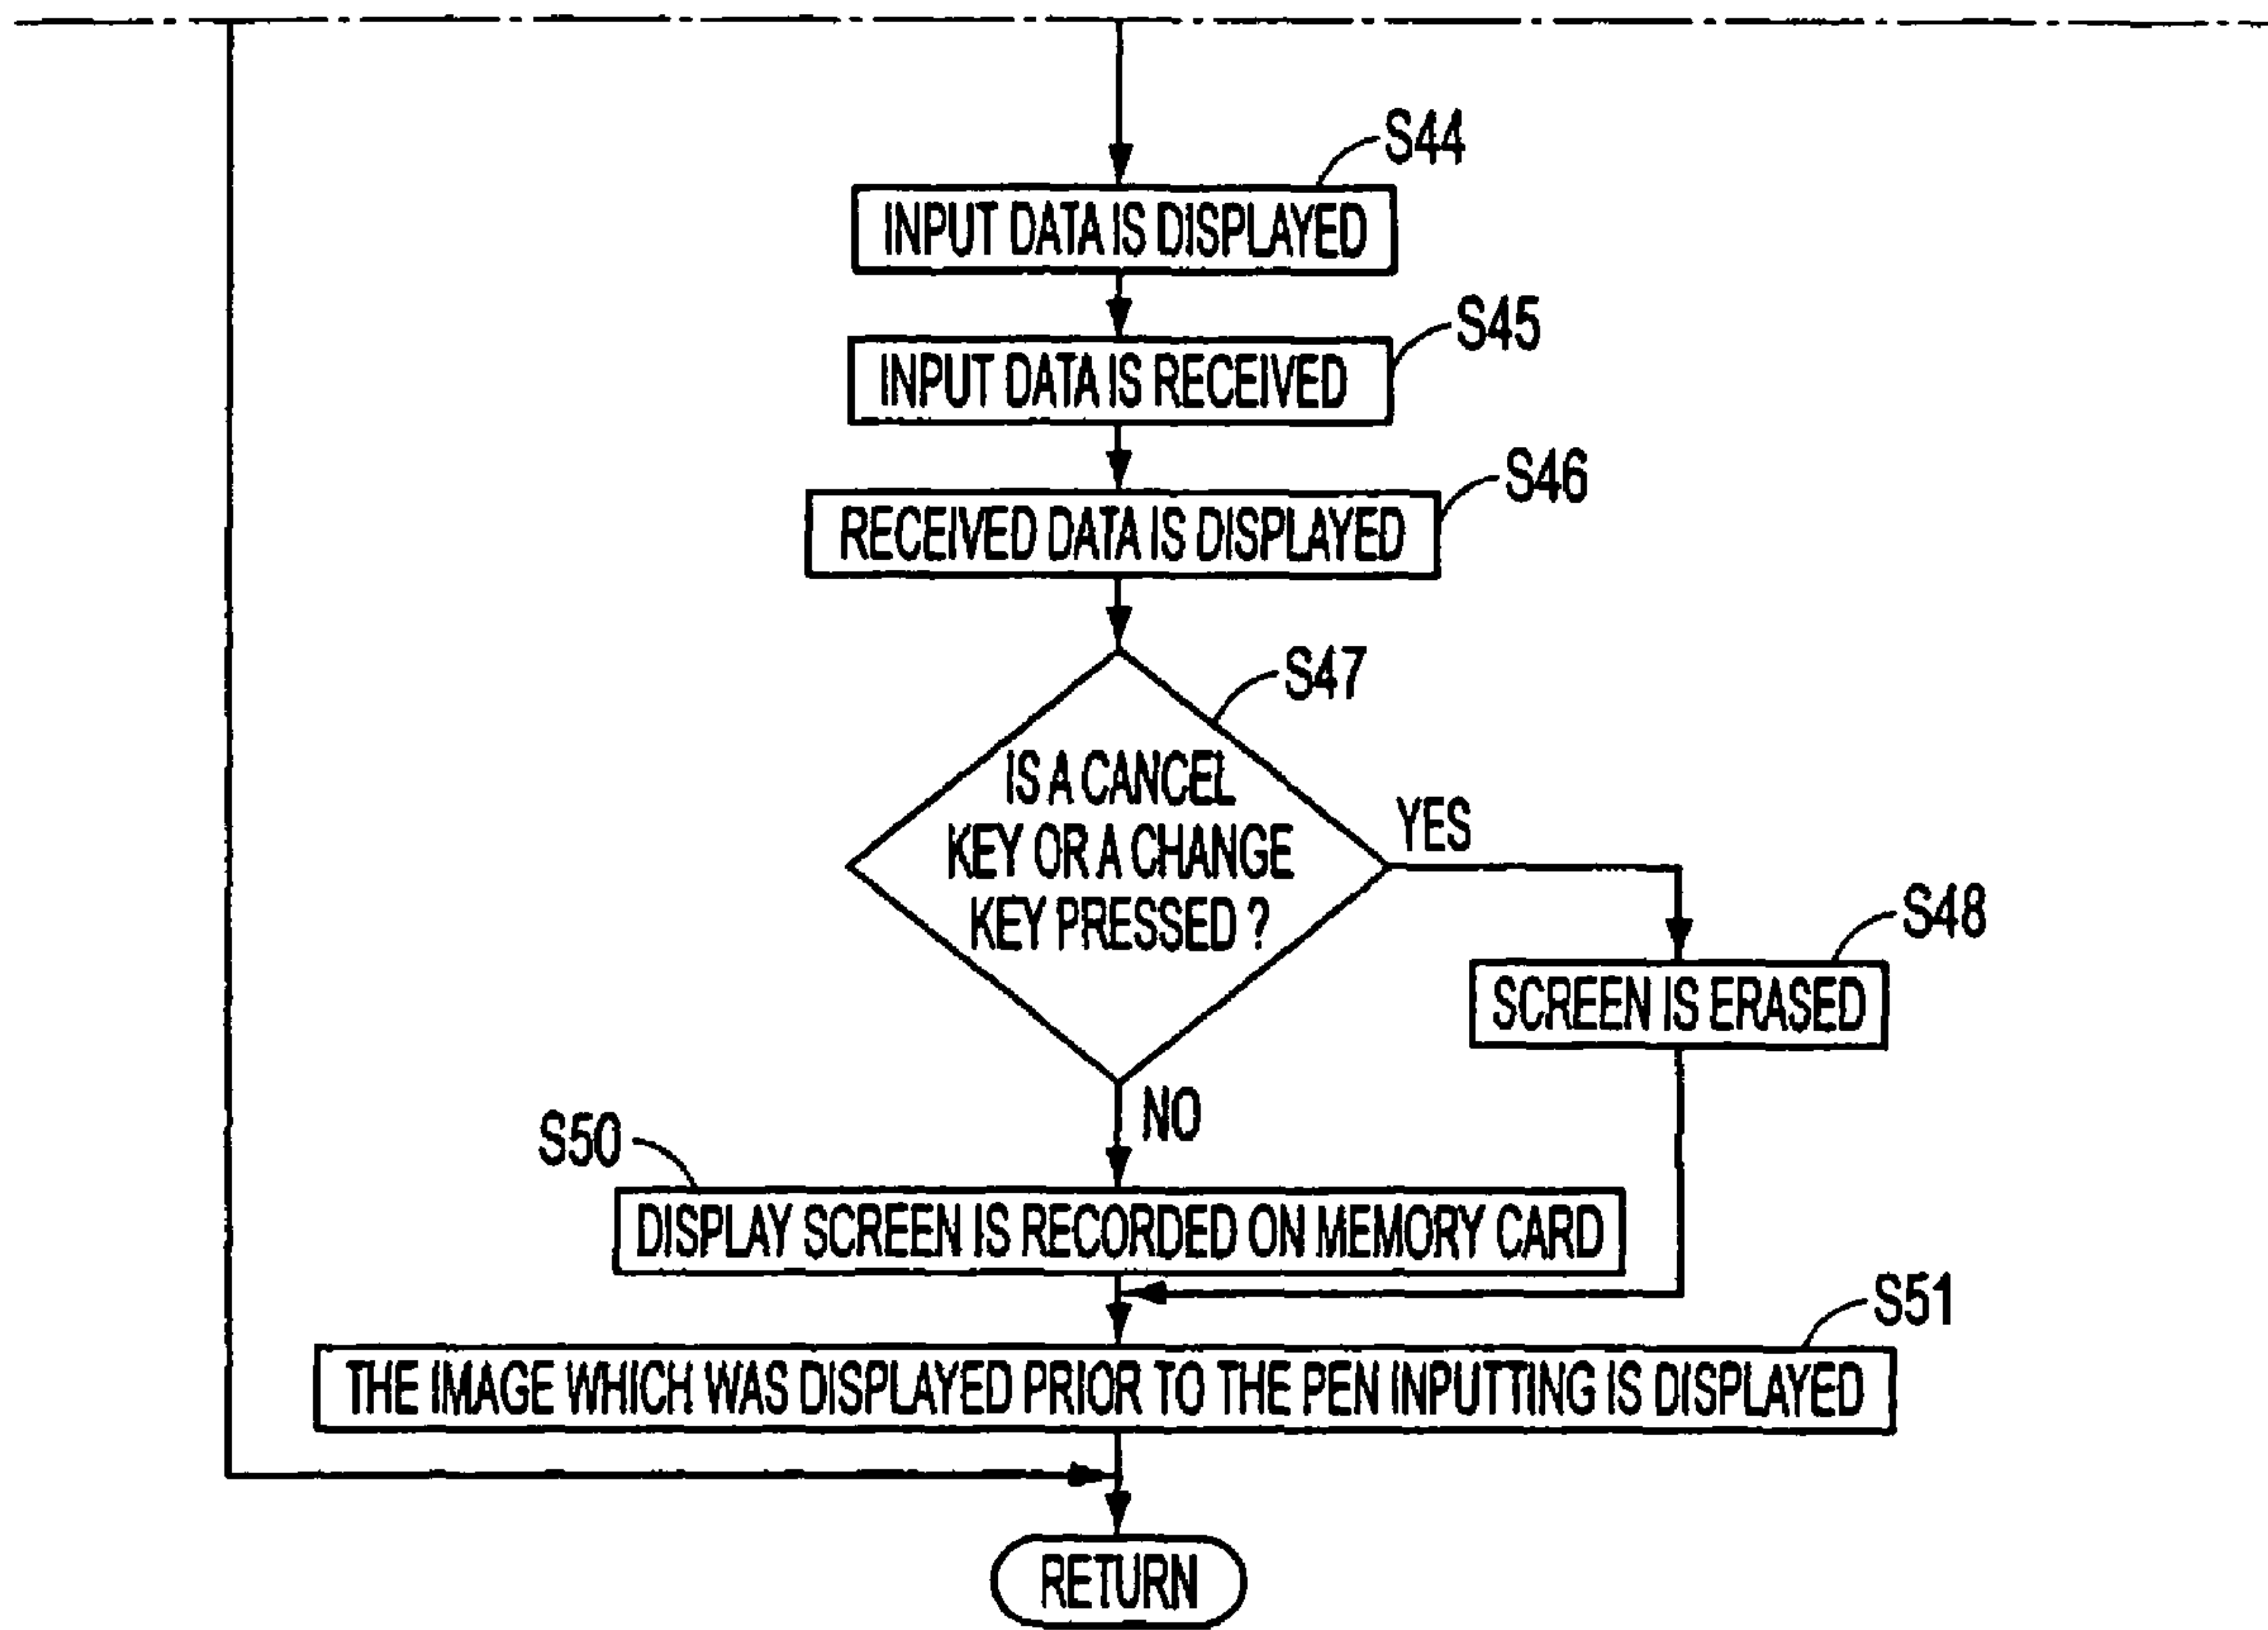 S44
INPUT DATA IS DISPLAYED
S45
INPUT DATA IS RECEIVED
S46
RECEIVED DATA IS DISPLAYED
S47
IS A CANCEL
KEY OR A CHANGE
KEY PRESSED ?
YES
S48
SCREEN IS ERASED
NO
S50
DISPLAY SCREEN IS RECORDED ON MEMORY CARD
S51
THE IMAGE WHICH WAS DISPLAYED PRIOR TO THE PEN INPUTTING IS DISPLAYED
RETURN